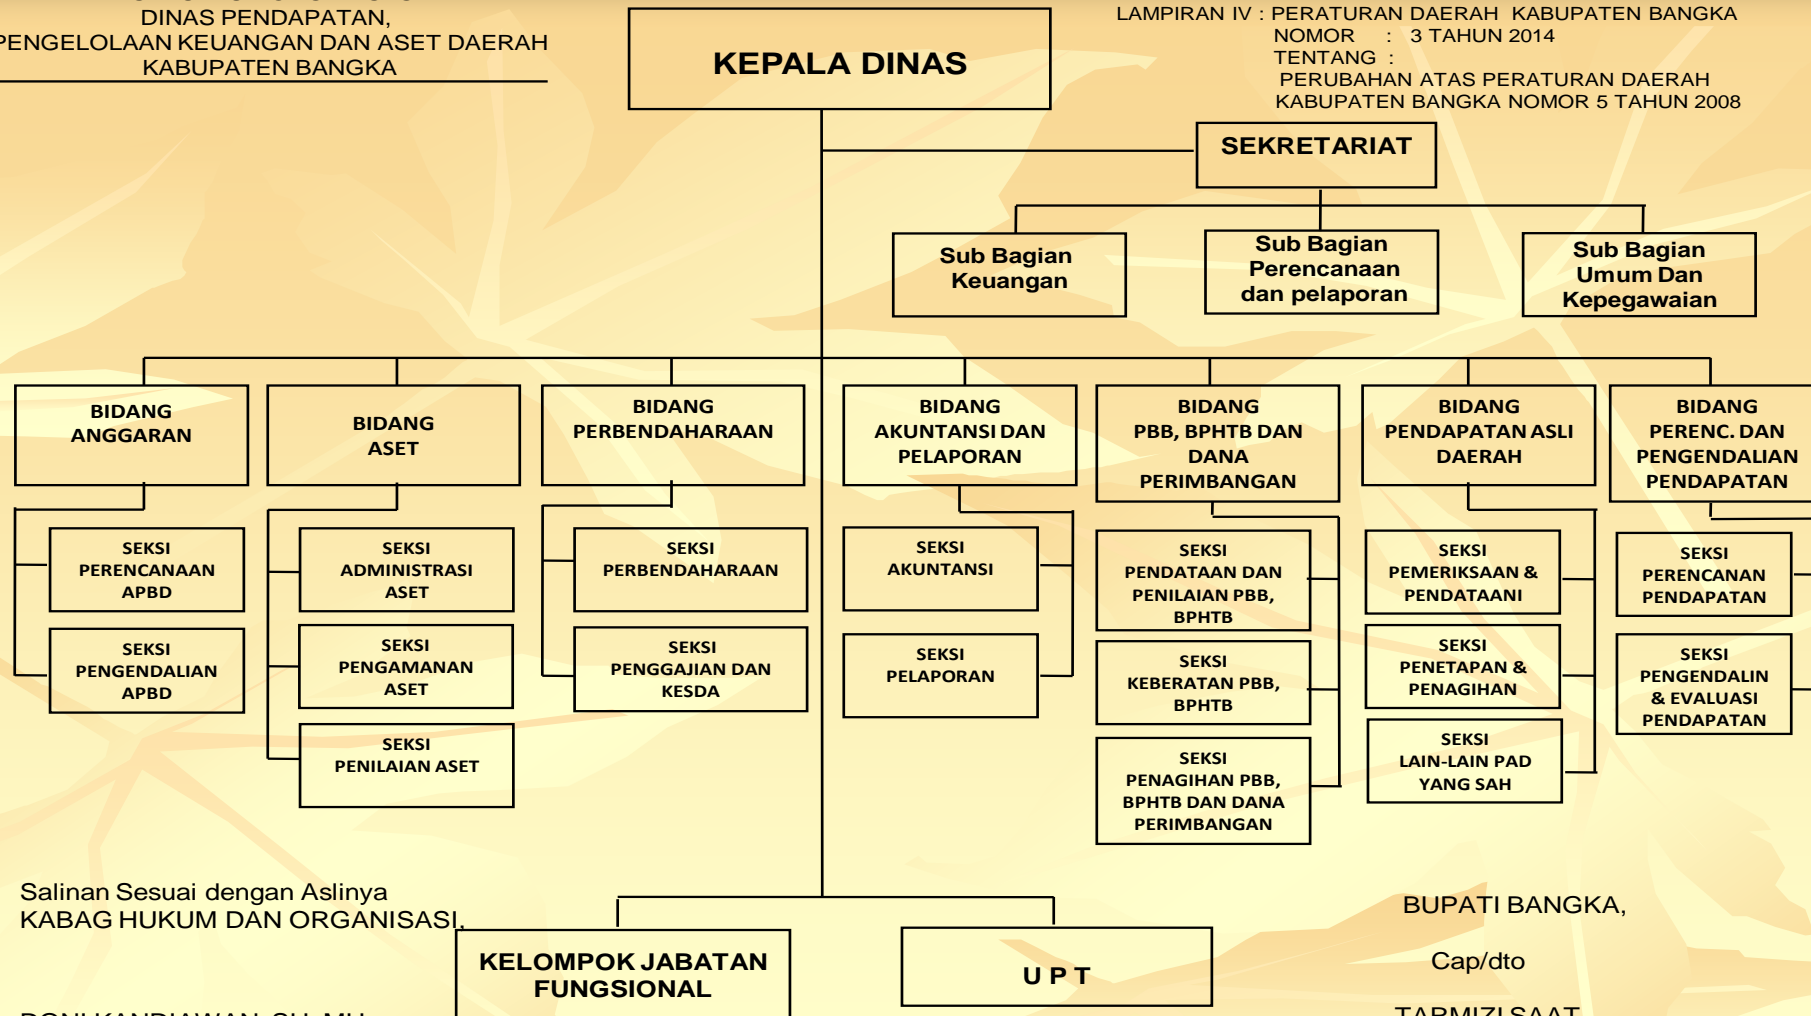 DINAS PENDAPATAN,
PENGELOLAAN KEUANGAN DAN ASET DAERAH
KABUPATEN BANGKA
LAMPIRAN IV : PERATURAN DAERAH KABUPATEN BANGKA
NOMOR : 3 TAHUN 2014
TENTANG :
PERUBAHAN ATAS PERATURAN DAERAH
KABUPATEN BANGKA NOMOR 5 TAHUN 2008
KEPALA DINAS
SEKRETARIAT
Sub Bagian
Keuangan
Sub Bagian
Perencanaan
dan pelaporan
Sub Bagian
Umum Dan
Kepegawaian
BIDANG
ANGGARAN
BIDANG
ASET
BIDANG
PERBENDAHARAAN
BIDANG
AKUNTANSI DAN
PELAPORAN
BIDANG
PBB, BPHTB DAN
DANA
PERIMBANGAN
BIDANG
PENDAPATAN ASLI
DAERAH
BIDANG
PERENC. DAN
PENGENDALIAN
PENDAPATAN
SEKSI
PERENCANAAN
APBD
SEKSI
ADMINISTRASI
ASET
SEKSI
PERBENDAHARAAN
SEKSI
AKUNTANSI
SEKSI
PENDATAAN DAN
PENILAIAN PBB,
BPHTB
SEKSI
PEMERIKSAAN &
PENDATAANI
SEKSI
PERENCANAN
PENDAPATAN
SEKSI
PENGENDALIAN
APBD
SEKSI
PENGAMANAN
ASET
SEKSI
PENGGAJIAN DAN
KESDA
SEKSI
PELAPORAN
SEKSI
KEBERATAN PBB,
BPHTB
SEKSI
PENETAPAN &
PENAGIHAN
SEKSI
PENGENDALIN
& EVALUASI
PENDAPATAN
SEKSI
PENILAIAN ASET
SEKSI
PENAGIHAN PBB,
BPHTB DAN DANA
PERIMBANGAN
SEKSI
LAIN-LAIN PAD
YANG SAH
Salinan Sesuai dengan Aslinya
KABAG HUKUM DAN ORGANISASI,
KELOMPOK JABATAN
FUNGSIONAL
U P T
BUPATI BANGKA,
Cap/dto
TARMIZI SAAT